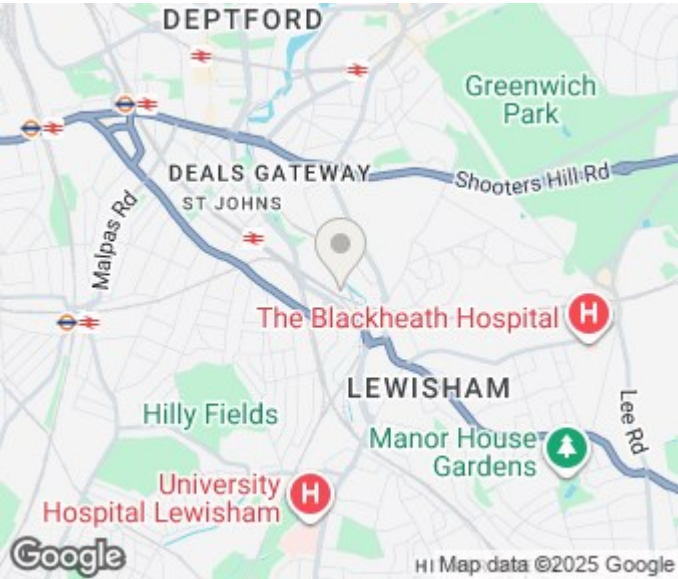 DEPTFORD
Greenwich
Park
DEALS GATEWAY
Shooters Hill Rd
ST JOHNS
Malpas Rd
The Blackheath Hospital
H
LEWISHAM
Lee Rd
Hilly Fields
Manor House
Gardens
University
Hospital Lewisham
H
Google
HI
Map data ©2025 Google